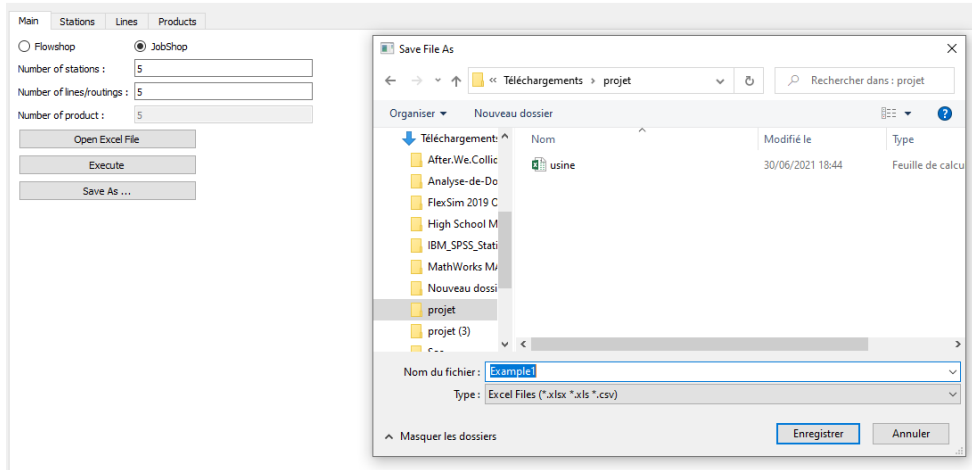 Main Stations Lines Products
Flowshop JobShop
Number of stations : 5
Number of lines/routings : 5
Number of product : 5
Open Excel File
Execute
Save As ...
Save File As
« Téléchargements › projet
Rechercher dans : projet
Organiser Nouveau dossier
Téléchargements
After.We.Collic
Analyse-de-Do
FlexSim 2019 C
High School M
IBM_SPSS_Stati
MathWorks MA
Nouveau dossi
projet
projet (3)
Nom Modifié le Type
usine 30/06/2021 18:44 Feuille de calcu
Nom du fichier : Example1
Type : Excel Files (*.xlsx *.xls *.csv)
Masquer les dossiers
Enregistrer Annuler